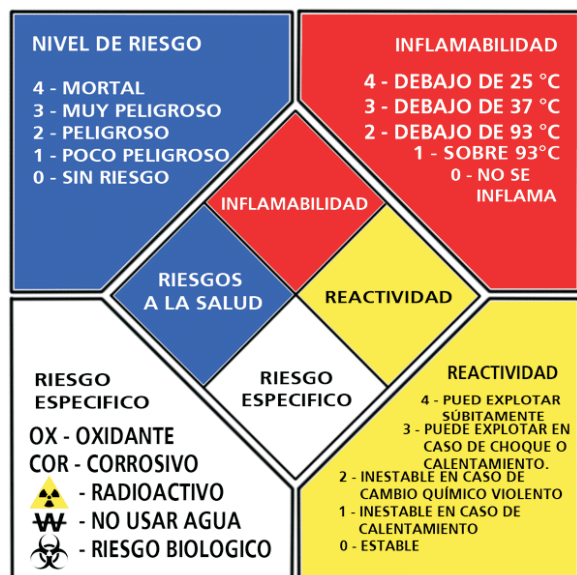 NIVEL DE RIESGO
4 - MORTAL
3 - MUY PELIGROSO
2 - PELIGROSO
1 - POCO PELIGROSO
0 - SIN RIESGO
INFLAMABILIDAD
4 - DEBAJO DE 25 °C
3 - DEBAJO DE 37 °C
2 - DEBAJO DE 93 °C
1 - SOBRE 93°C
0 - NO SE
INFLAMA
INFLAMABILIDAD
RIESGOS
A LA SALUD
REACTIVIDAD
RIESGO
ESPECIFICO
RIESGO
ESPECIFICO
OX - OXIDANTE
COR - CORROSIVO
- RADIOACTIVO
W - NO USAR AGUA
- RIESGO BIOLOGICO
REACTIVIDAD
4 - PUED EXPLOTAR
SÚBITAMENTE
3 - PUEDE EXPLOTAR EN
CASO DE CHOQUE O
CALENTAMIENTO.
2 - INESTABLE EN CASO DE
CAMBIO QUÍMICO VIOLENTO
1 - INESTABLE EN CASO DE
CALENTAMIENTO
0 - ESTABLE